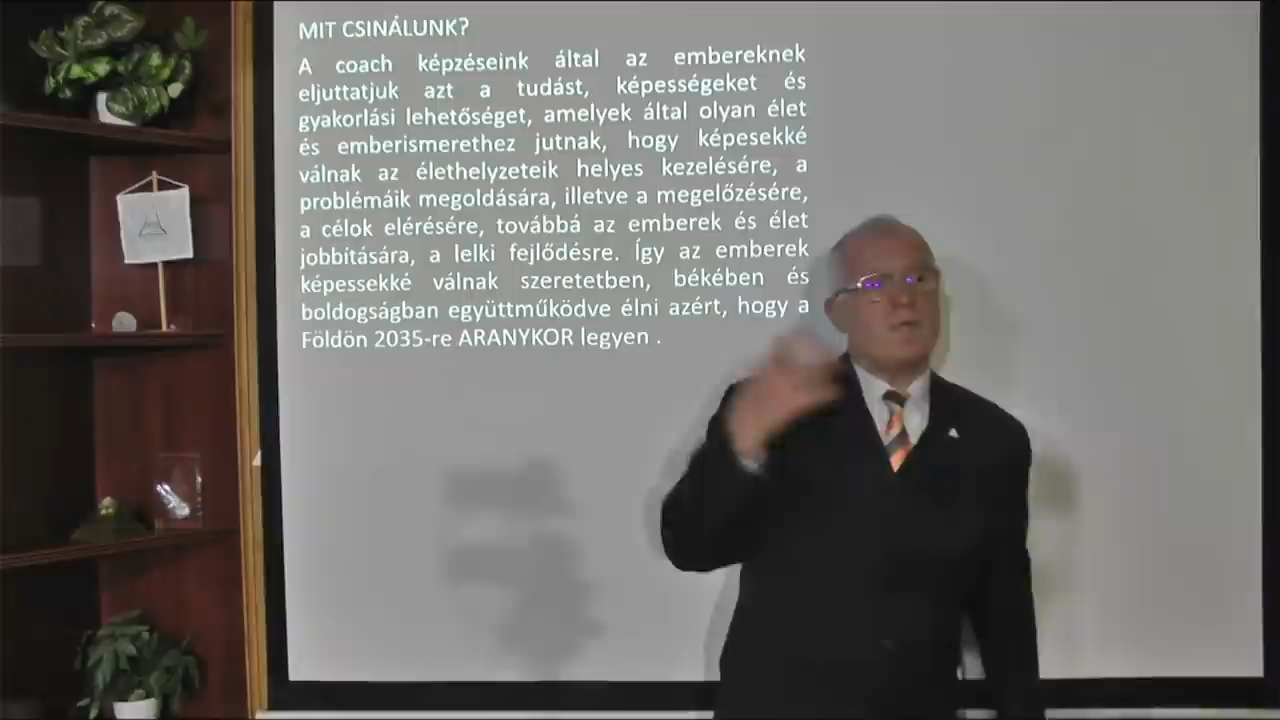 MIT CSINÁLUNK?
A coach képzéseink által az embereknek
eljuttatjuk azt a tudást, képességeket és
gyakorlási lehetőséget, amelyek által olyan élet
és emberismerethez jutnak, hogy képesekké
válnak az élethelyzeteik helyes kezelésére, a
problémáik megoldására, illetve a megelőzésére,
a célok elérésére, továbbá az emberek és élet
jobbítására, a lelki fejlődésre. Így az emberek
képessekké válnak szeretetben, békében és
boldogságban együttműködve élni azért, hogy a
Földön 2035-re ARANYKOR legyen .